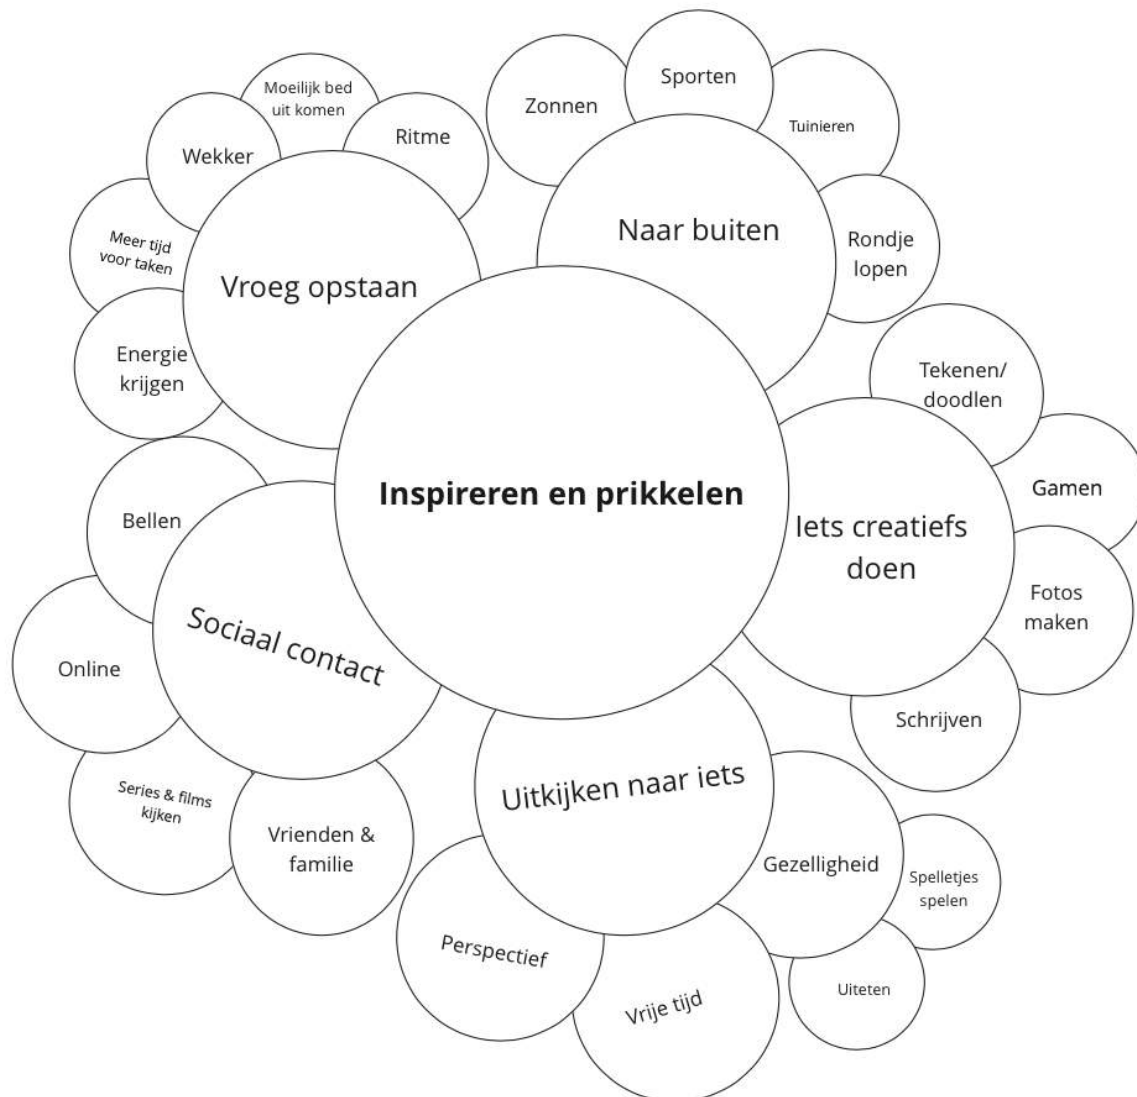 Inspireren en prikkelen
Vroeg opstaan
Moeilijk bed
uit komen
Ritme
Wekker
Meer tijd
voor taken
Energie
krijgen
Naar buiten
Zonnen
Sporten
Tuinieren
Rondje
lopen
Iets creatiefs
doen
Tekenen/
doodlen
Gamen
Fotos
maken
Schrijven
Uitkijken naar iets
Gezelligheid
Spelletjes
spelen
Uiteten
Vrije tijd
Perspectief
Sociaal contact
Bellen
Online
Series & films
kijken
Vrienden &
familie